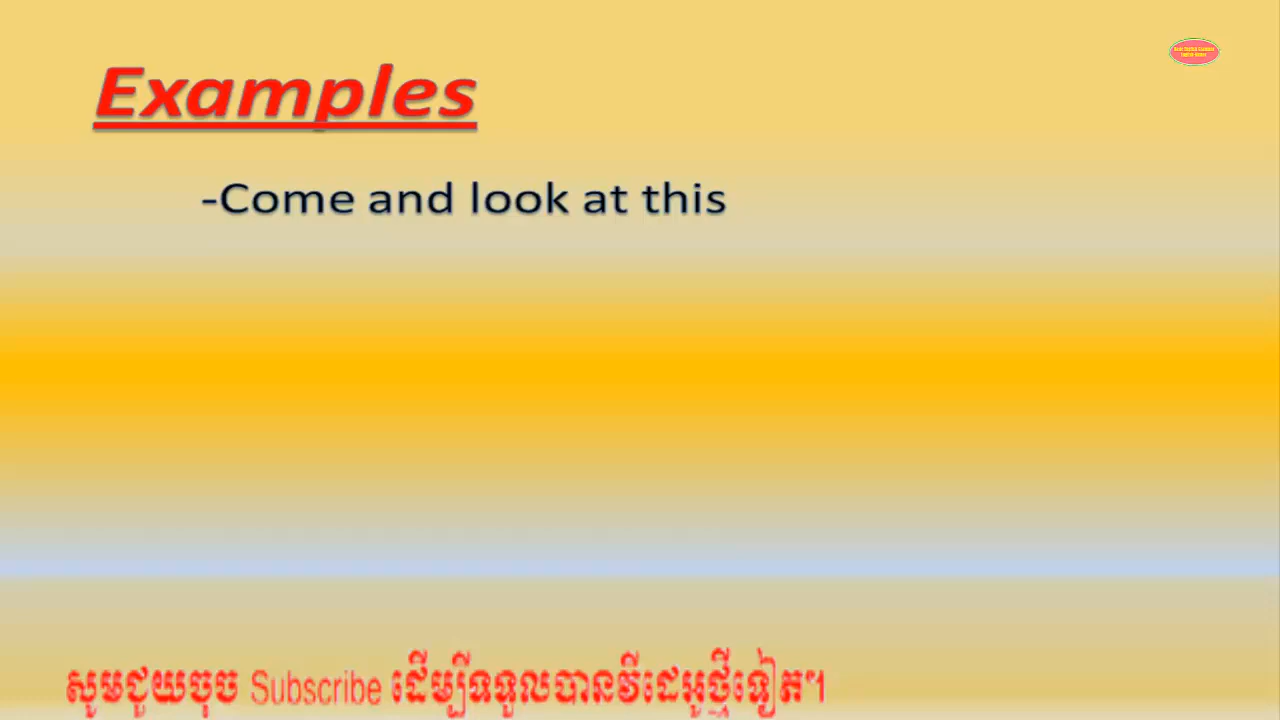 Examples
-Come and look at this
សូមជួយចុច Subscribe ដើម្បីទទួលបានវីដេអូថ្មីទៀត។